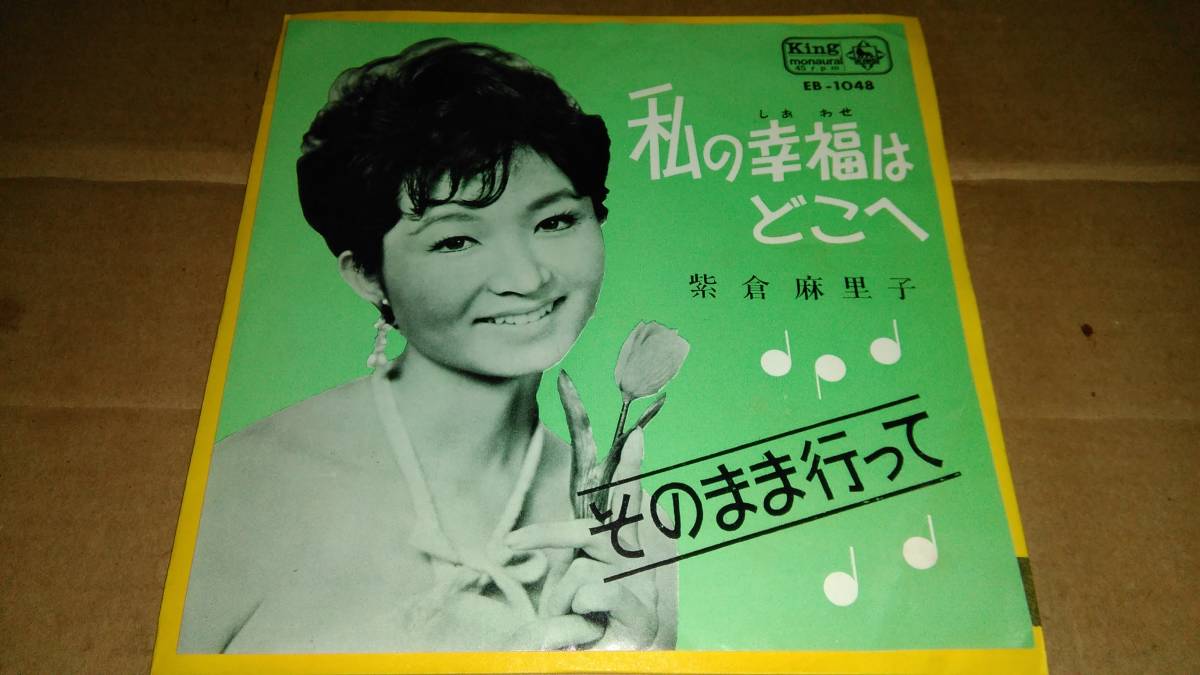 King
monaural
45 r.p.m
EB-1048
しあわせ
私の幸福は
どこへ
紫倉麻里子
そのまま行って